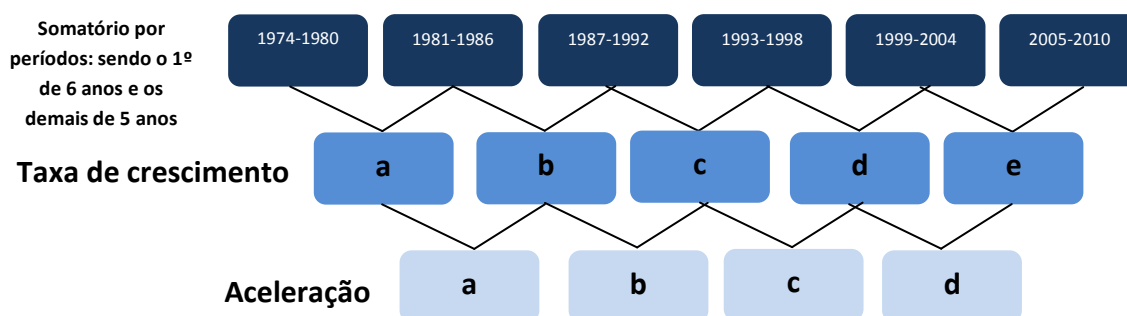 Somatório por
períodos: sendo o 1º
de 6 anos e os
demais de 5 anos
1974-1980
1981-1986
1987-1992
1993-1998
1999-2004
2005-2010
Taxa de crescimento
a
b
c
d
e
Aceleração
a
b
c
d